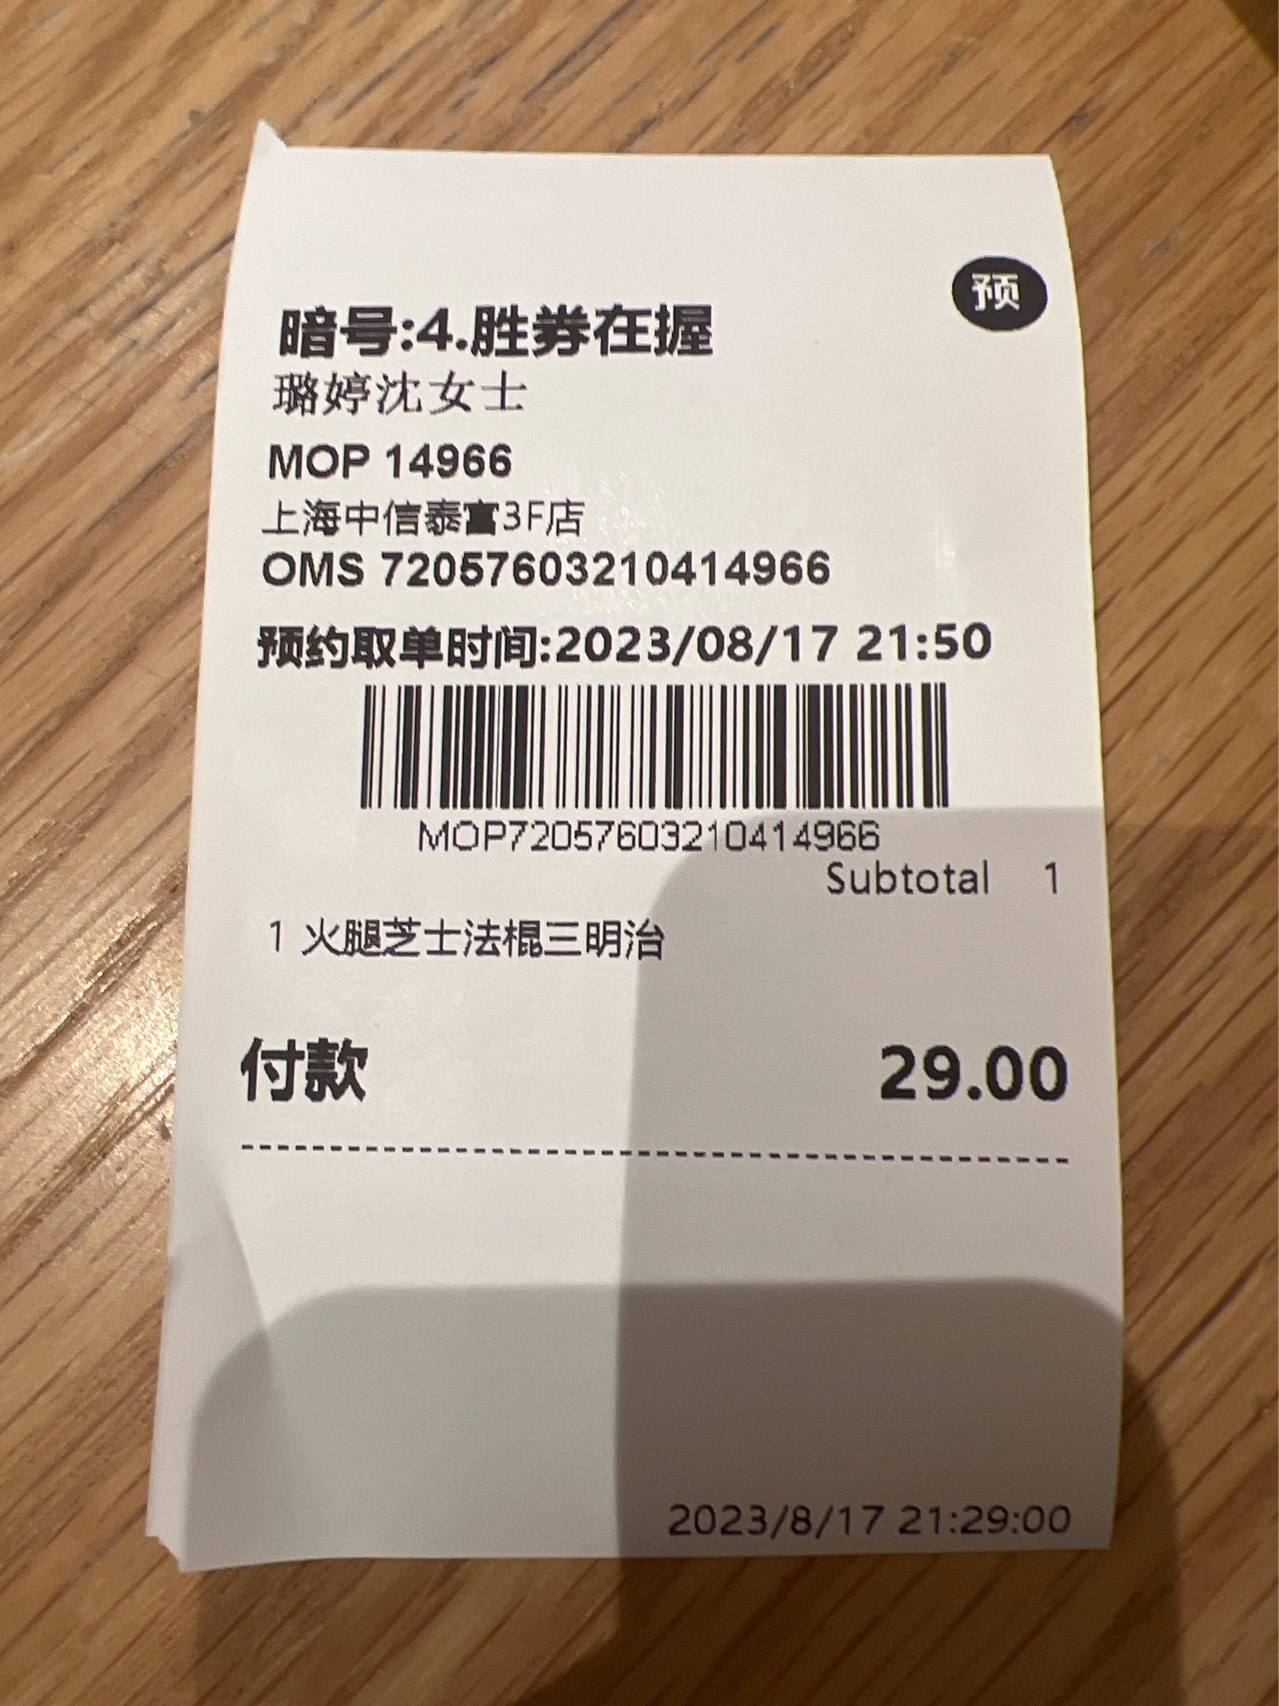 预
暗号:4.胜券在握
璐婷沈女士
MOP 14966
上海中信泰富3F店
OMS 72057603210414966
预约取单时间:2023/08/17 21:50
MOP72057603210414966
Subtotal 1
1 火腿芝士法棍三明治
付款 29.00
2023/8/17 21:29:00